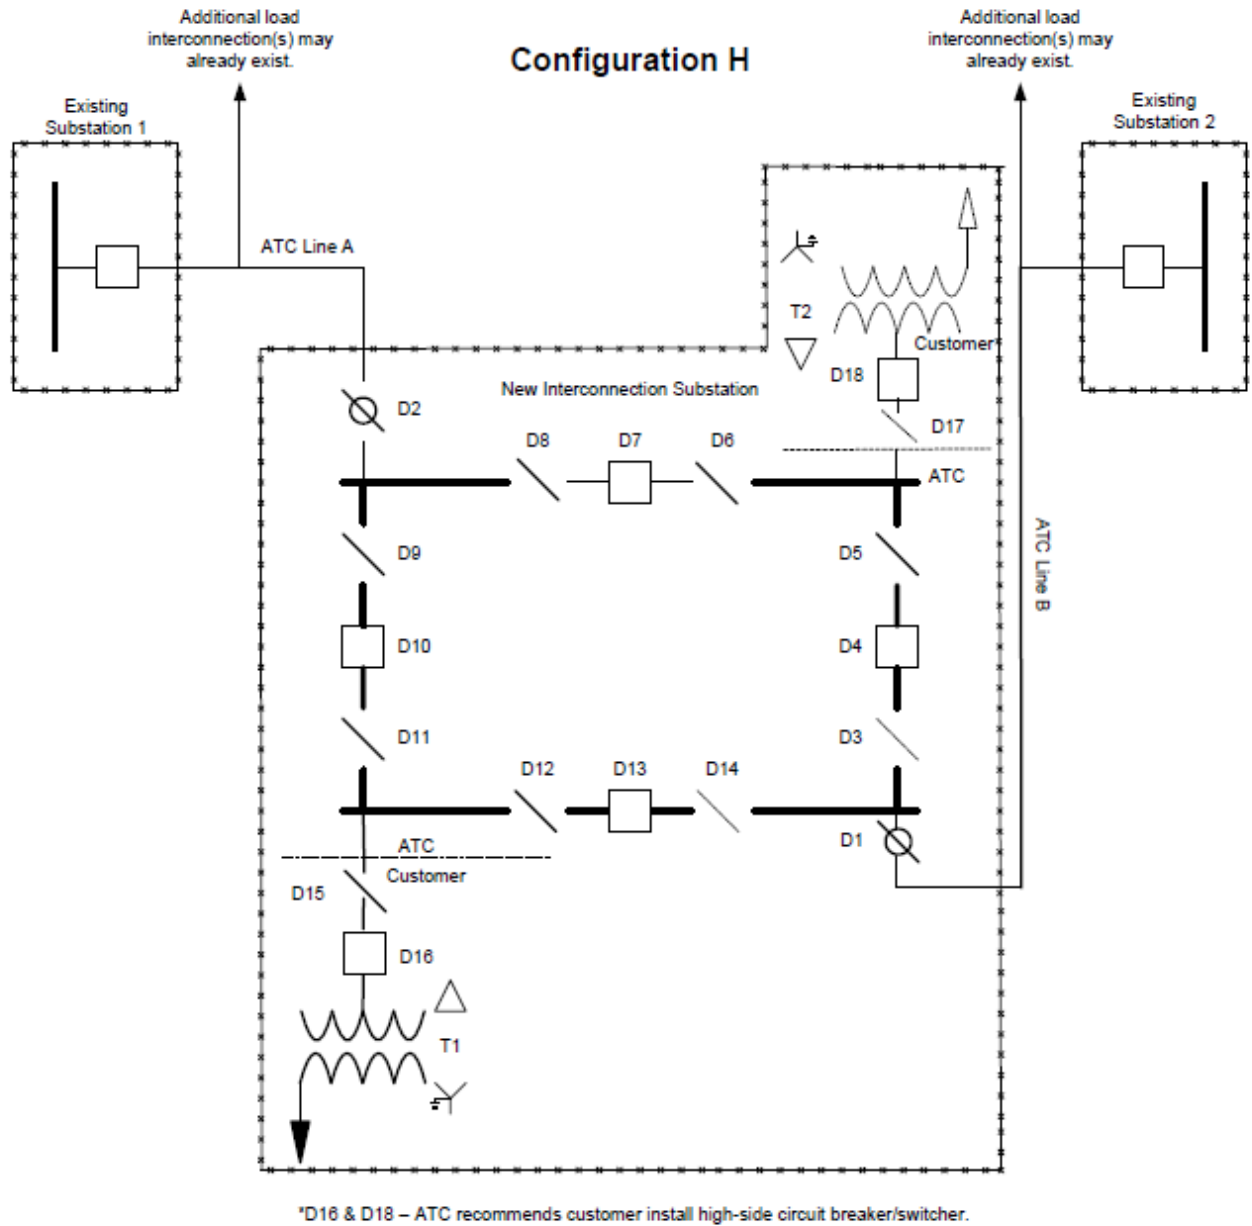 Additional load
interconnection(s) may
already exist.
Configuration H
Additional load
interconnection(s) may
already exist.
Existing
Substation 1
Existing
Substation 2
ATC Line A
T2
Customer
D18
New Interconnection Substation
D2
D17
D8
D7
D6
ATC
D9
D5
ATC Line B
D10
D4
D11
D3
D12
D13
D14
D1
ATC
Customer
D15
D16
T1
*D16 & D18 – ATC recommends customer install high-side circuit breaker/switcher.